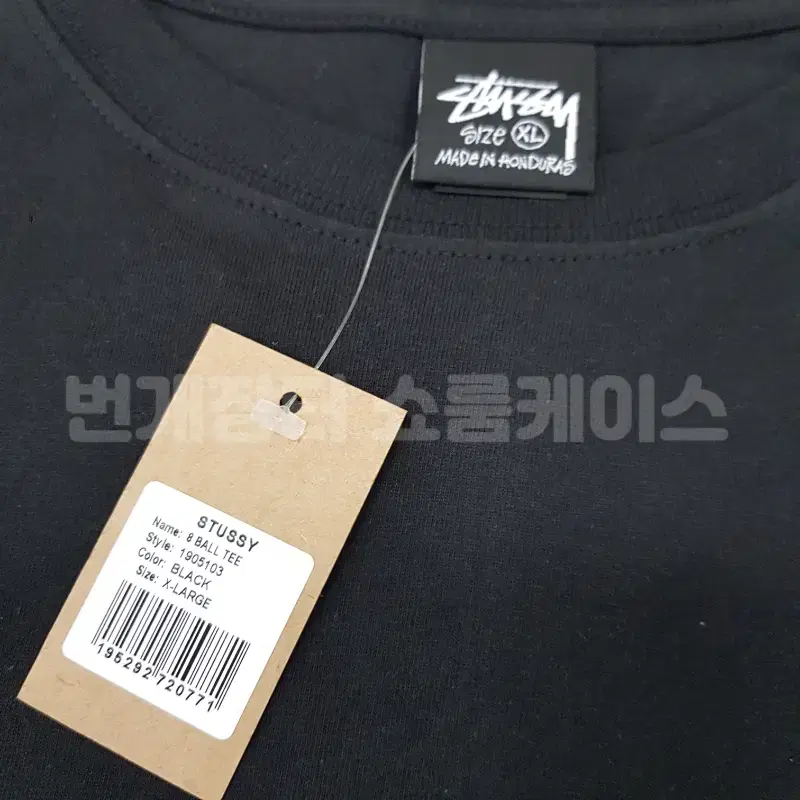 STUSSY
SIZE XL
MADE IN HONDURAS
번개장터 쇼룸케이스
STUSSY
Name: 8 BALL TEE
Style: 1905103
Color: BLACK
Size: X-LARGE
195292720771